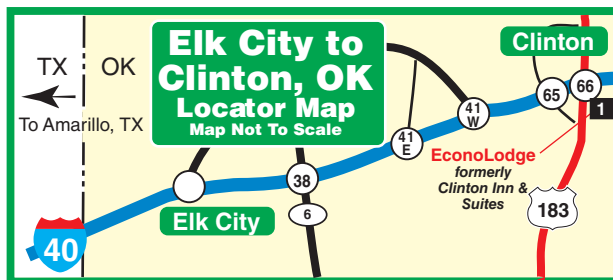 Elk City to
Clinton, OK
Locator Map
Map Not To Scale
TX
OK
To Amarillo, TX
Clinton
66
65
1
41
W
41
E
EconoLodge
formerly
Clinton Inn &
Suites
38
6
183
Elk City
40